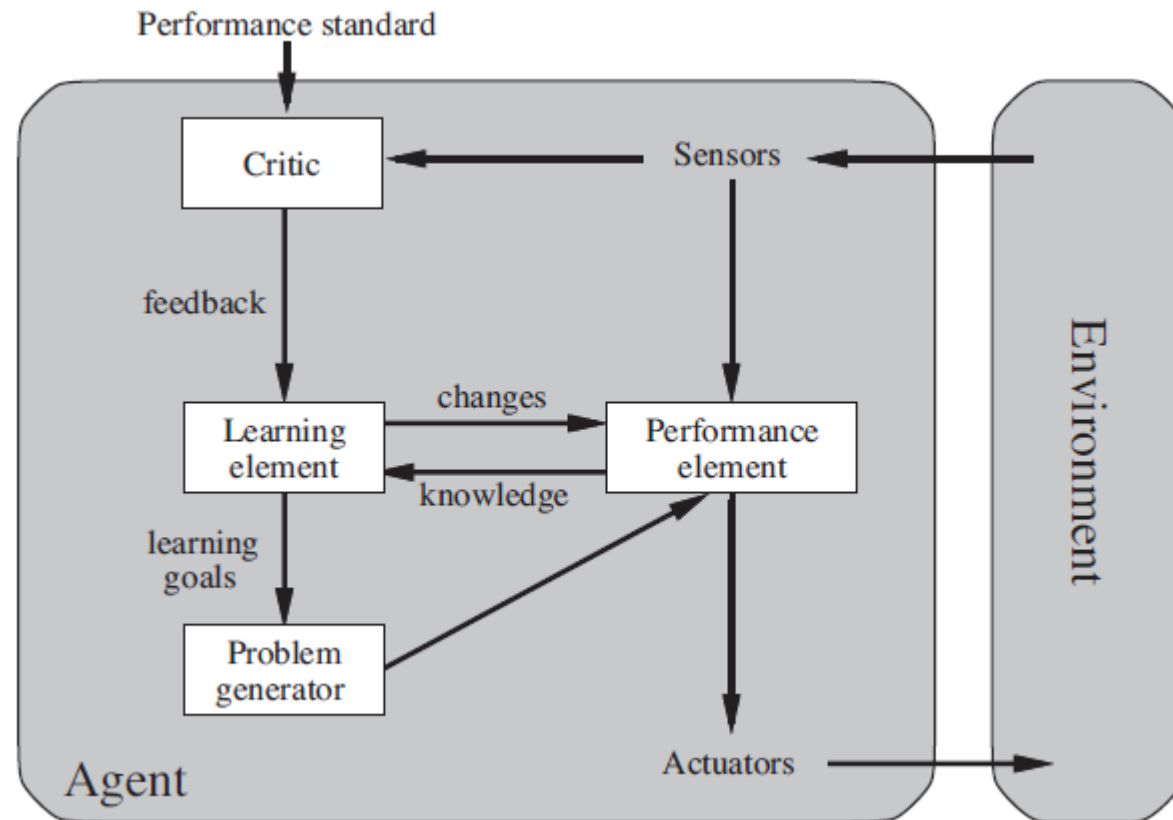 Performance standard
Critic
Sensors
feedback
changes
Learning
element
Performance
element
knowledge
learning
goals
Problem
generator
Actuators
Agent
Environment